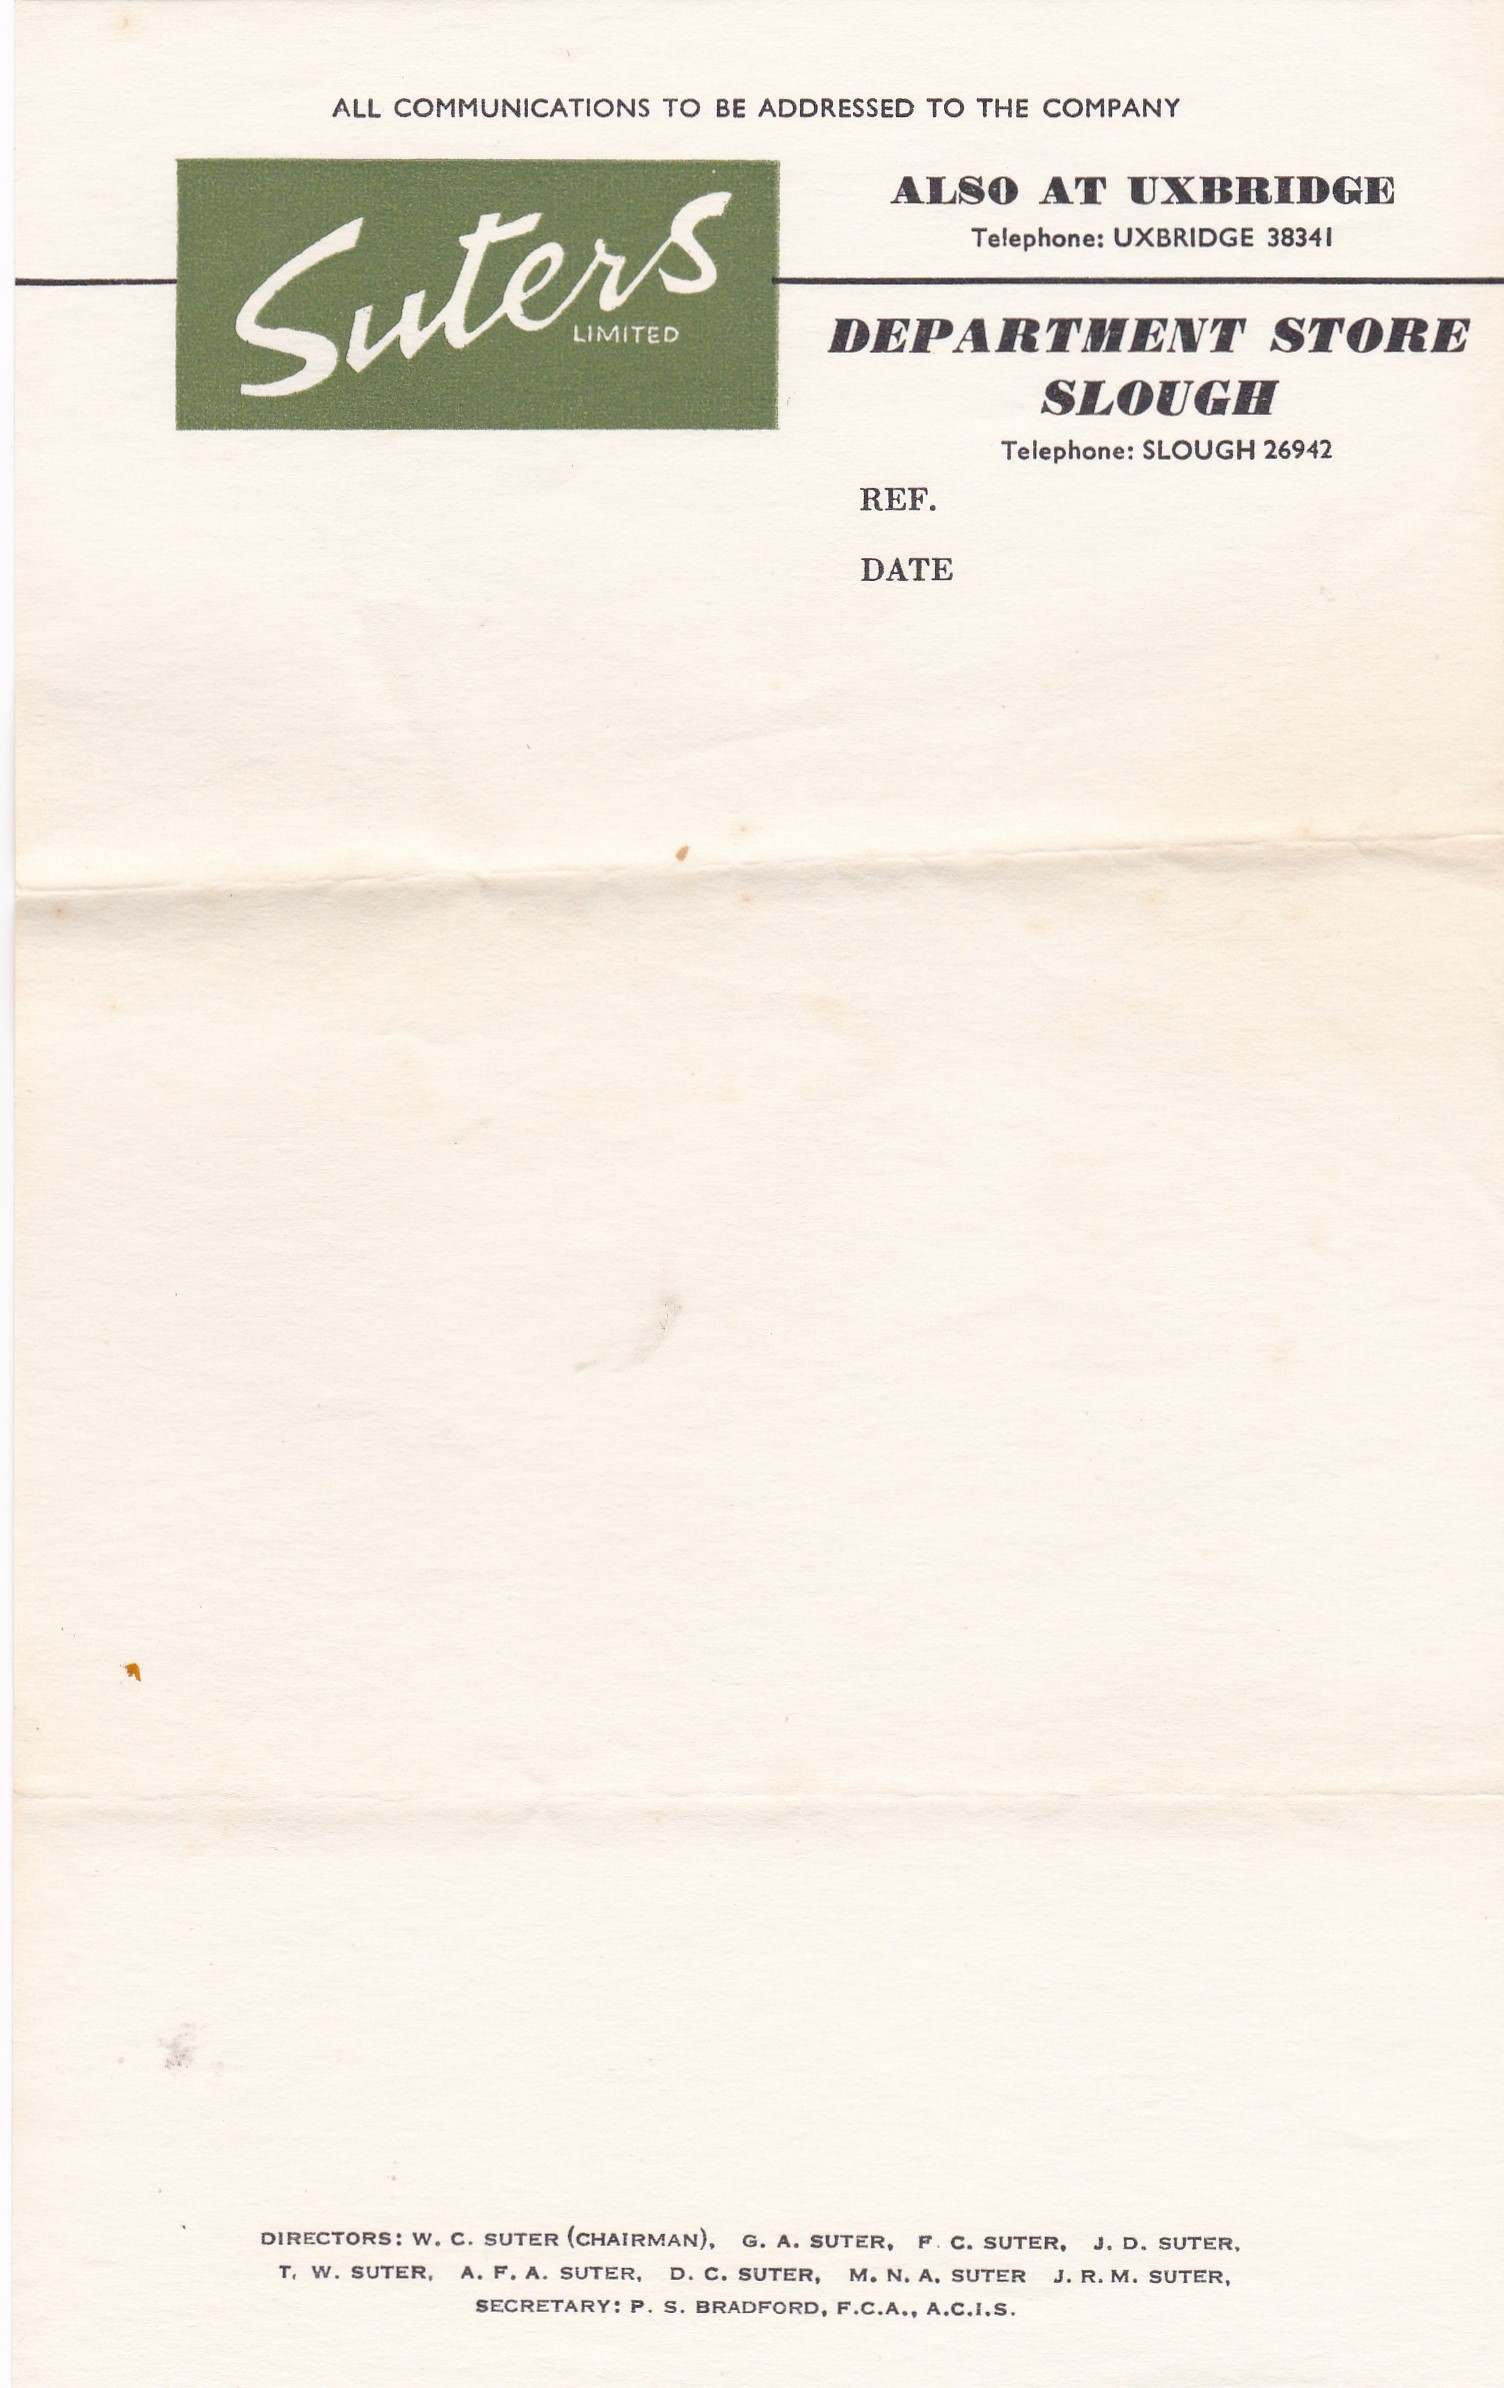 ALL COMMUNICATIONS TO BE ADDRESSED TO THE COMPANY
Suters
LIMITED
ALSO AT UXBRIDGE
Telephone: UXBRIDGE 38341
DEPARTMENT STORE
SLOUGH
Telephone: SLOUGH 26942
REF.
DATE
DIRECTORS: W. C. SUTER (CHAIRMAN), G. A. SUTER, F. C. SUTER, J. D. SUTER,
T. W. SUTER, A. F. A. SUTER, D. C. SUTER, M. N. A. SUTER J. R. M. SUTER,
SECRETARY: P. S. BRADFORD, F.C.A., A.C.I.S.